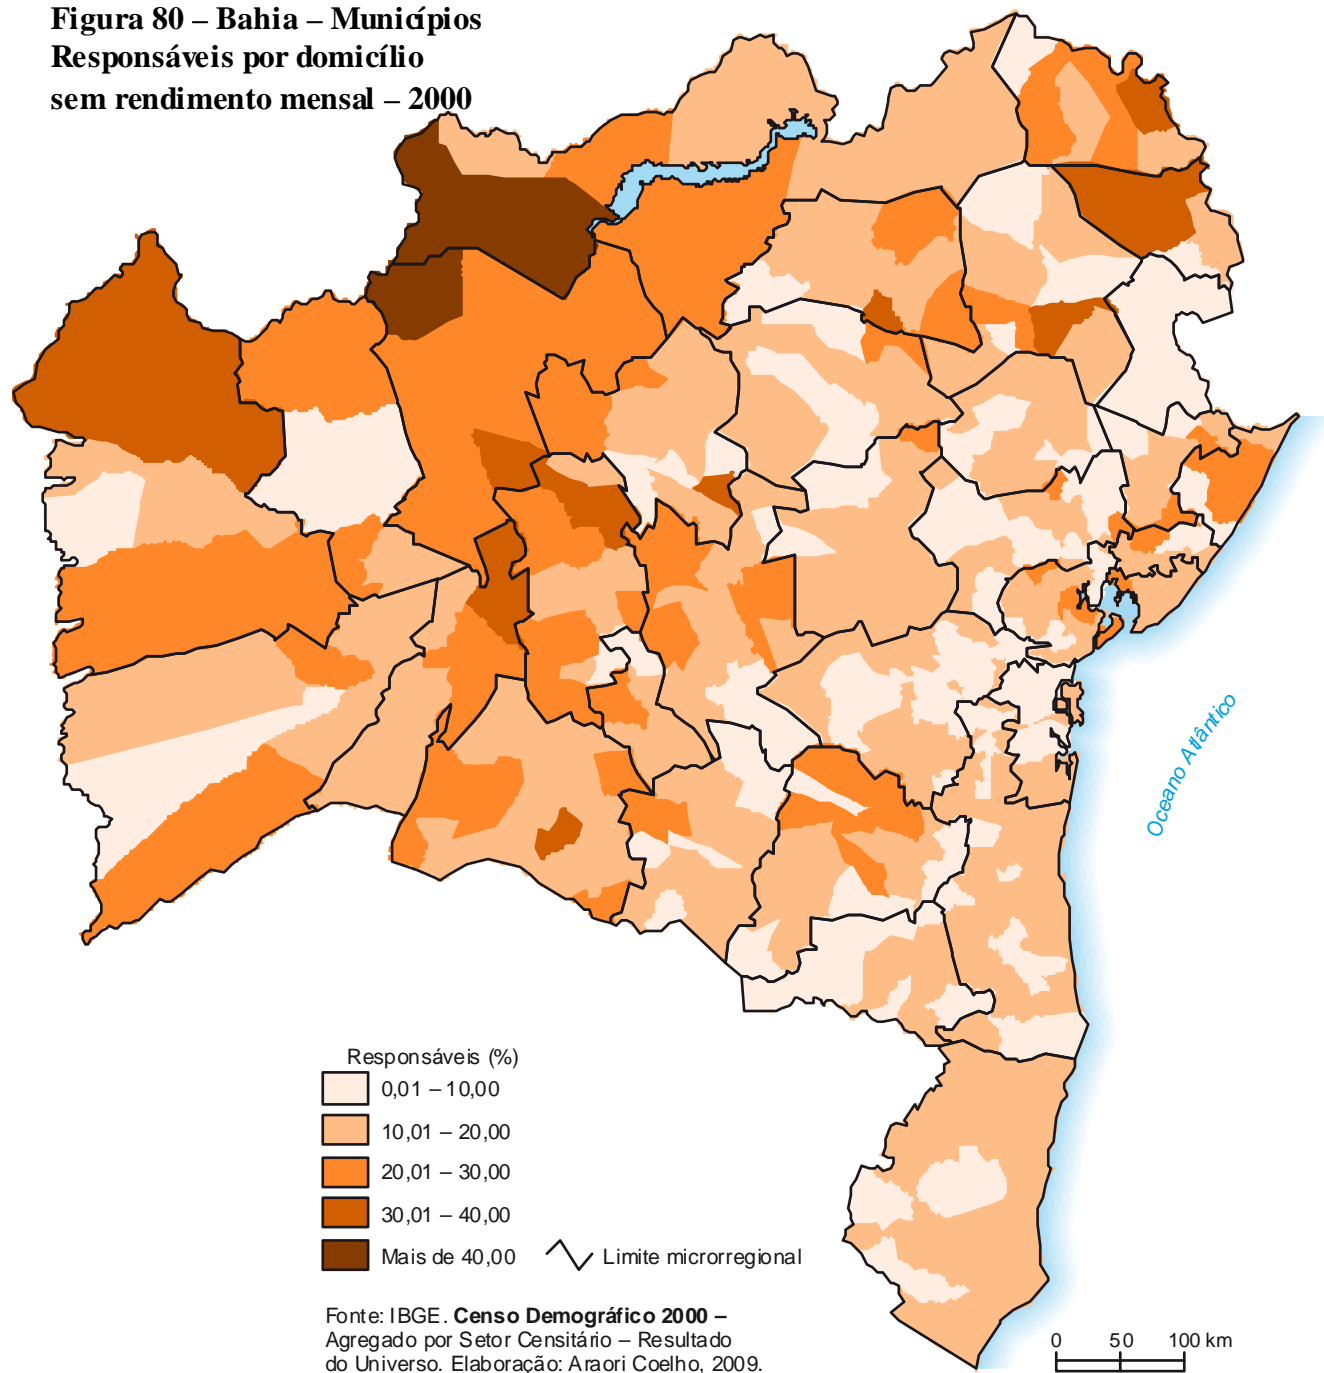 Figura 80 – Bahia – Municípios
Responsáveis por domicílio
sem rendimento mensal – 2000
Oceano Atlântico
Responsáveis (%)
0,01 – 10,00
10,01 – 20,00
20,01 – 30,00
30,01 – 40,00
Mais de 40,00
Limite microrregional
Fonte: IBGE. Censo Demográfico 2000 –
Agregado por Setor Censitário – Resultado
do Universo. Elaboração: Araori Coelho, 2009.
0 50 100 km